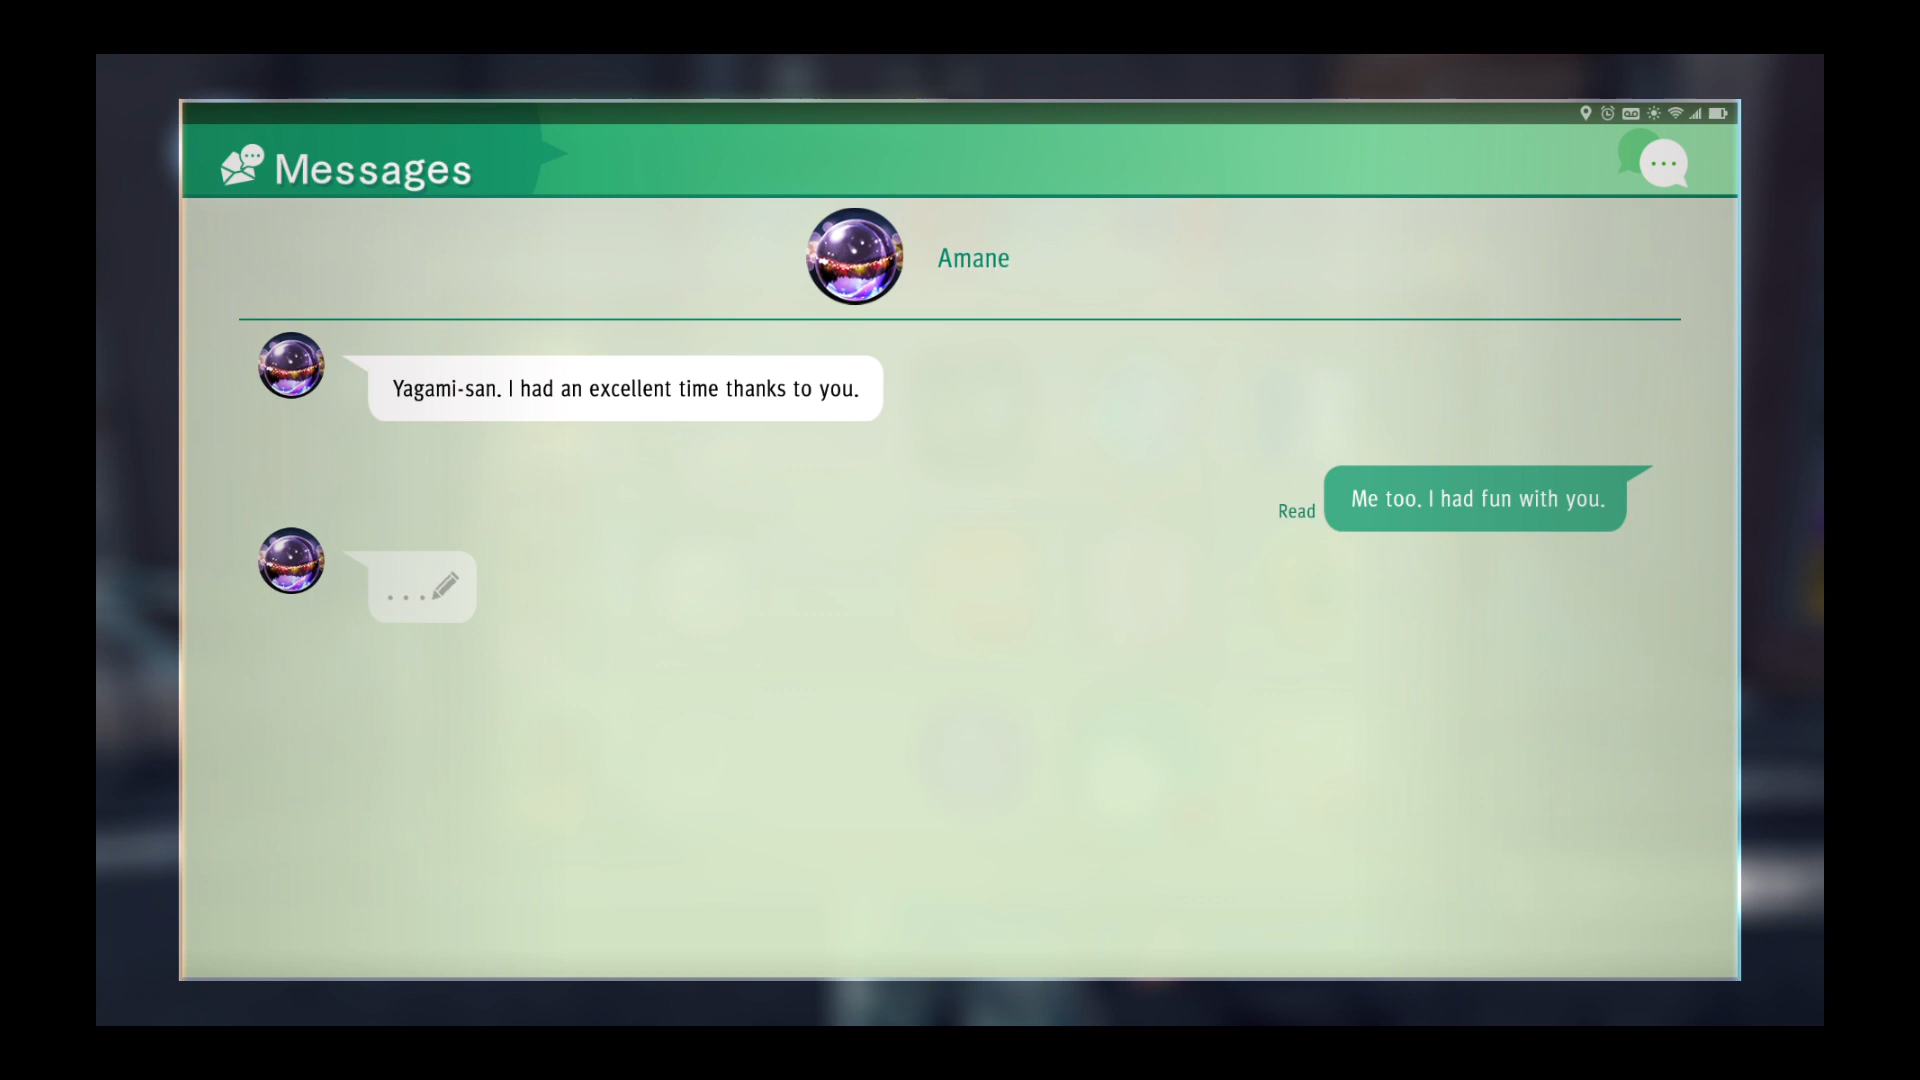 Messages
Amane
Yagami-san. I had an excellent time thanks to you.
Me too. I had fun with you.
Read
...